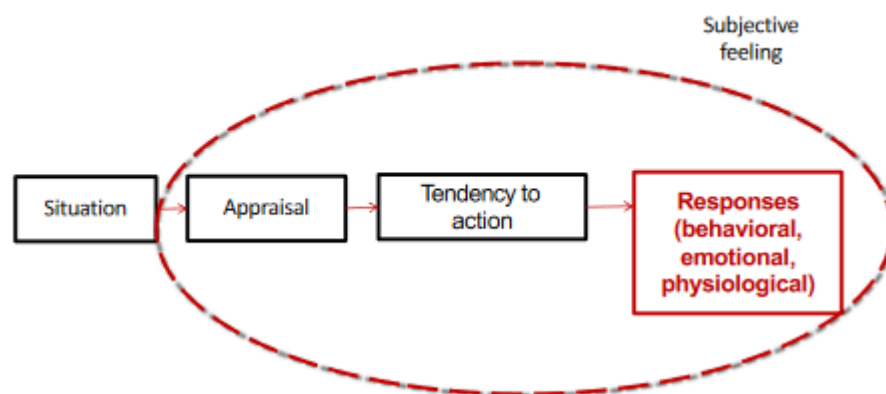 Subjective
feeling
Situation
Appraisal
Tendency to
action
Responses
(behavioral,
emotional,
physiological)